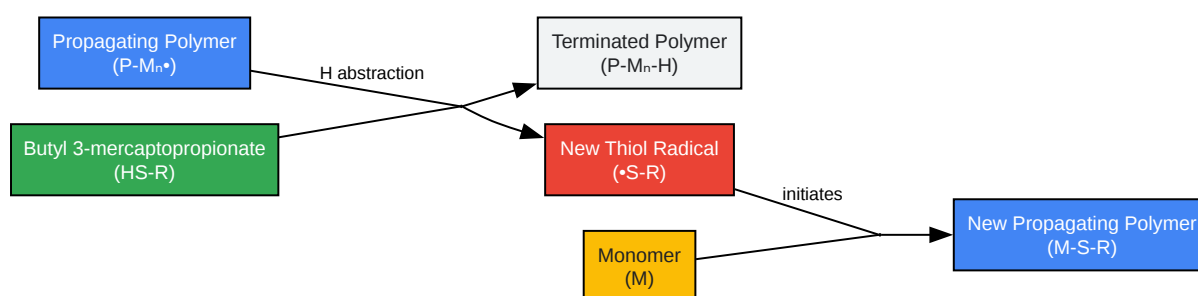 Propagating Polymer
(P-Mₙ•)
H abstraction
Terminated Polymer
(P-Mₙ-H)
Butyl 3-mercaptopropionate
(HS-R)
New Thiol Radical
(•S-R)
initiates
Monomer
(M)
New Propagating Polymer
(M-S-R)